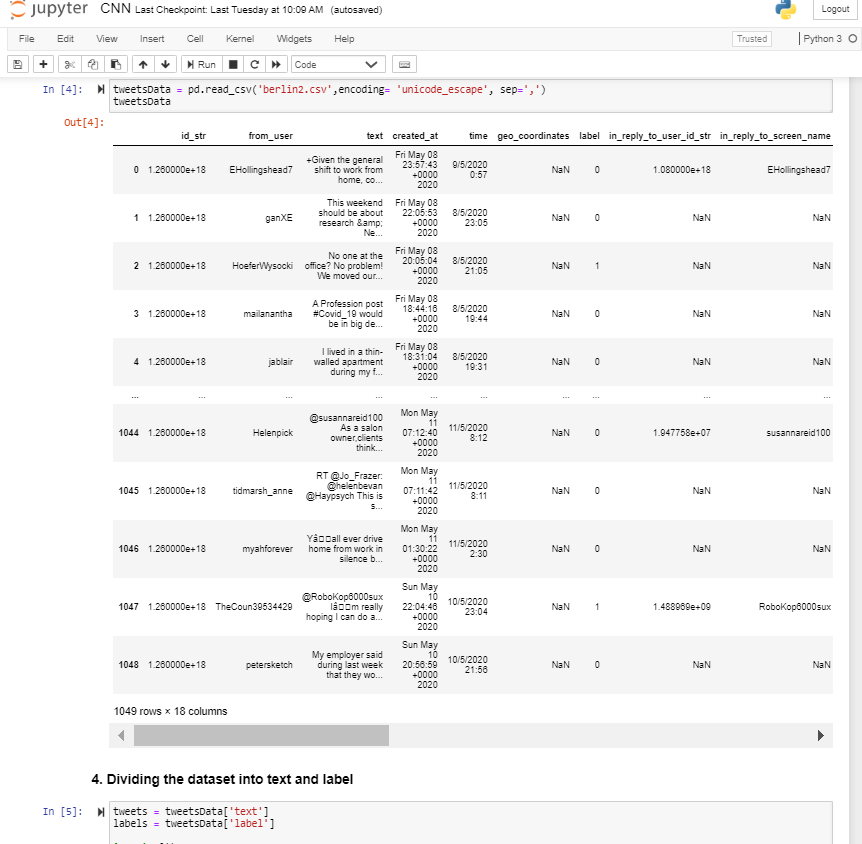 jupyter CNN Last Checkpoint: Last Tuesday at 10:09 AM (autosaved)
Logout
File Edit View Insert Cell Kernel Widgets Help
Trusted
Python 3
Run
Code
In [4]:
tweetsData = pd.read_csv('berlin2.csv',encoding= 'unicode_escape', sep=',')
tweetsData
Out[4]:
id_str from_user text created_at time geo_coordinates label in_reply_to_user_id_str in_reply_to_screen_name
0 1.260000e+18 EHollingshead7 +Given the general shift to work from home, co... Fri May 08 23:57:43 +0000 2020 9/5/2020 0:57 NaN 0 1.080000e+18 EHollingshead7
1 1.260000e+18 ganXE This weekend should be about research &amp; Ne... Fri May 08 22:05:53 +0000 2020 8/5/2020 23:05 NaN 0 NaN NaN
2 1.260000e+18 HoeferWysocki No one at the office? No problem! We moved our... Fri May 08 20:05:04 +0000 2020 8/5/2020 21:05 NaN 1 NaN NaN
3 1.260000e+18 mailanantha A Profession post #Covid_19 would be in big de... Fri May 08 18:44:16 +0000 2020 8/5/2020 19:44 NaN 0 NaN NaN
4 1.260000e+18 jablair I lived in a thin-walled apartment during my f... Fri May 08 18:31:04 +0000 2020 8/5/2020 19:31 NaN 0 NaN NaN
... ... ... ... ... ... ... ... ... ...
1044 1.260000e+18 Helenpick @susannareid100 As a salon owner,clients think... Mon May 11 07:12:40 +0000 2020 11/5/2020 8:12 NaN 0 1.947758e+07 susannareid100
1045 1.260000e+18 tidmarsh_anne RT @Jo_Frazer: @helenbevan @Haypsych This is s... Mon May 11 07:11:42 +0000 2020 11/5/2020 8:11 NaN 0 NaN NaN
1046 1.260000e+18 myahforever Yâ□□all ever drive home from work in silence b... Mon May 11 01:30:22 +0000 2020 11/5/2020 2:30 NaN 0 NaN NaN
1047 1.260000e+18 TheCoun39534429 @RoboKop6000sux Iâ□□m really hoping I can do a... Sun May 10 22:04:46 +0000 2020 10/5/2020 23:04 NaN 1 1.488969e+09 RoboKop6000sux
1048 1.260000e+18 petersketch My employer said during last week that they wo... Sun May 10 20:56:59 +0000 2020 10/5/2020 21:56 NaN 0 NaN NaN
1049 rows × 18 columns
4. Dividing the dataset into text and label
In [5]:
tweets = tweetsData['text']
labels = tweetsData['label']